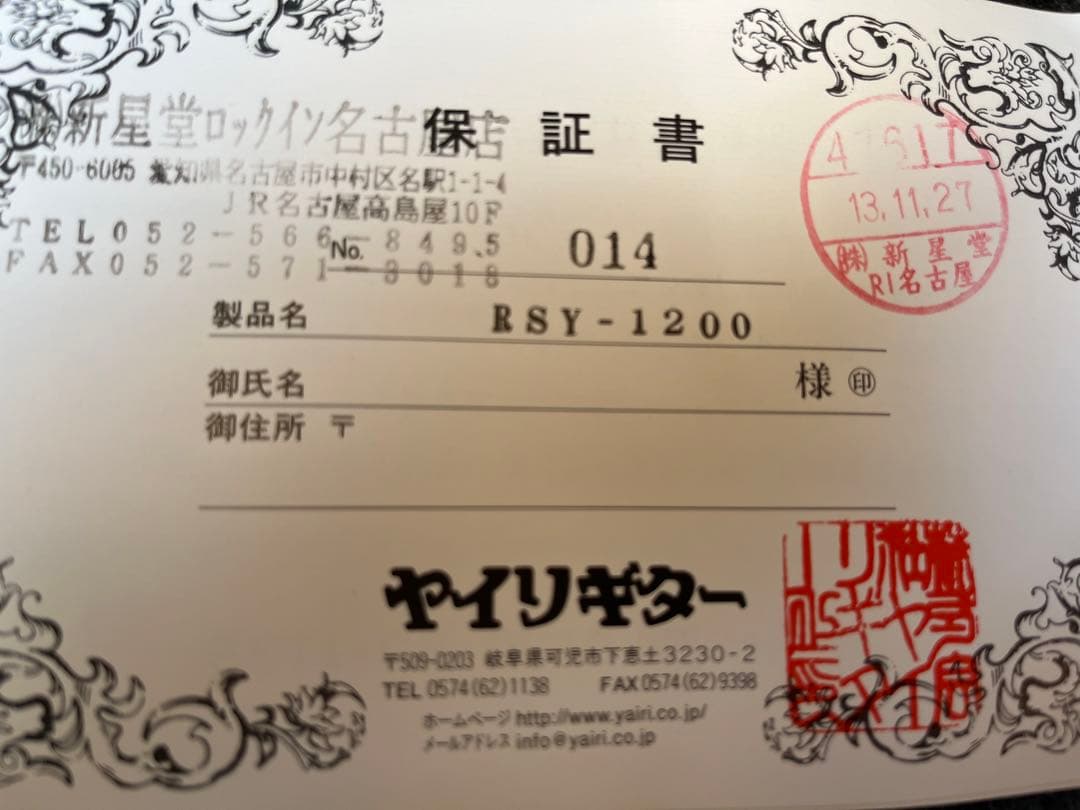 保証書
㈱新星堂ロックイン名古屋店
〒450-6005 愛知県名古屋市中村区名駅1-1-4
JR名古屋高島屋10F
TEL052-566-8495
FAX052-571-3018
13.11.27
㈱新星堂
RI名古屋
No. 014
製品名 RSY-1200
御氏名 様 ㊞
御住所 〒
ヤイリギター
〒509-0203 岐阜県可児市下恵土3230-2
TEL 0574(62)1138 FAX0574(62)9398
ホームページ http://www.yairi.co.jp/
メールアドレス info@yairi.co.jp